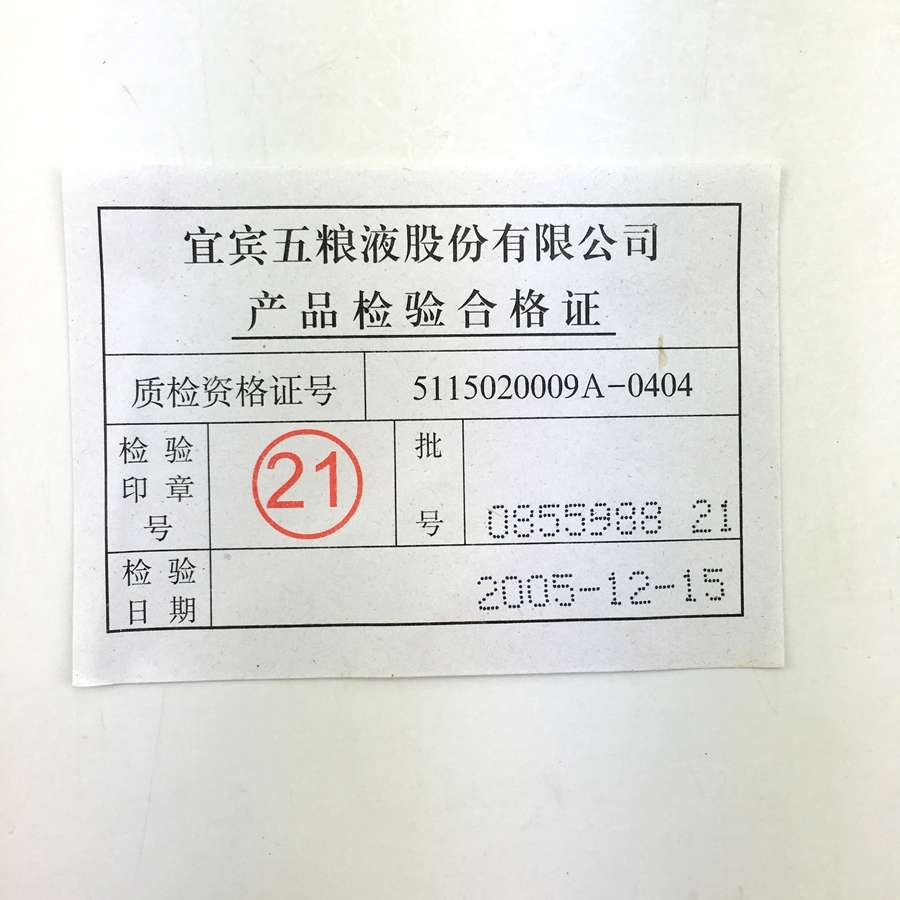 宜宾五粮液股份有限公司
产品检验合格证
质检资格证号 5115020009A-0404
检验
印章
号
21
批
号
0855988 21
检验
日期
2005-12-15